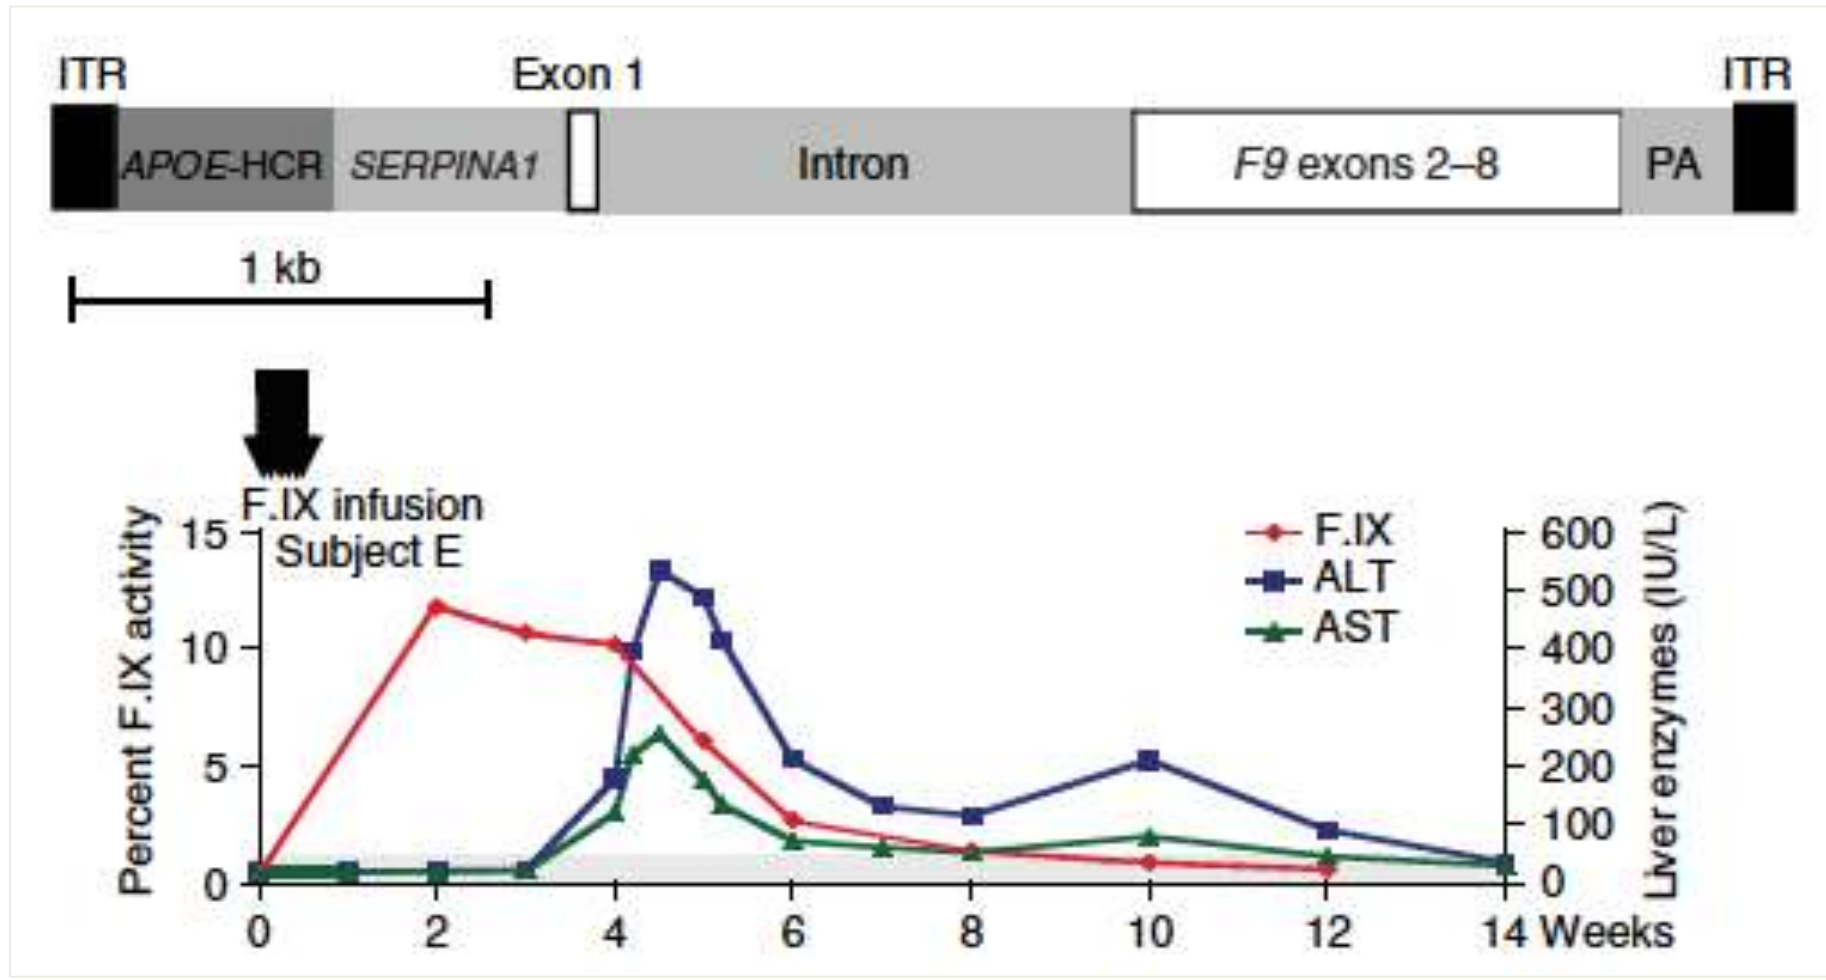 ITR Exon 1 ITR
APOE-HCR SERPINA1 Intron F9 exons 2–8 PA
1 kb
F.IX infusion
Subject E
Percent F.IX activity
15
10
5
0
F.IX
ALT
AST
600
500
400
300
200
100
0
Liver enzymes (IU/L)
0 2 4 6 8 10 12 14 Weeks